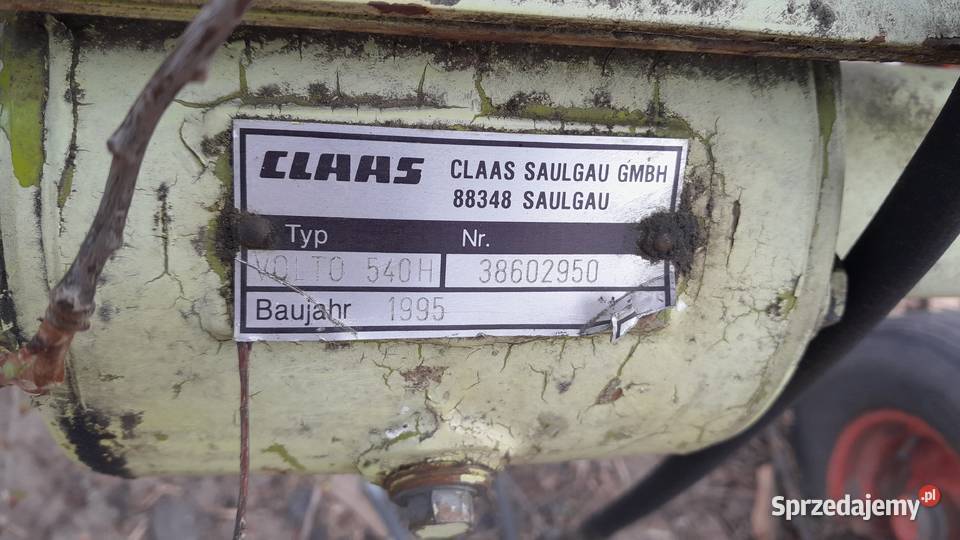 CLAAS
CLAAS SAULGAU GMBH
88348 SAULGAU
Typ Nr.
VOLTO 540H 38602950
Baujahr 1995
Sprzedajemy.pl